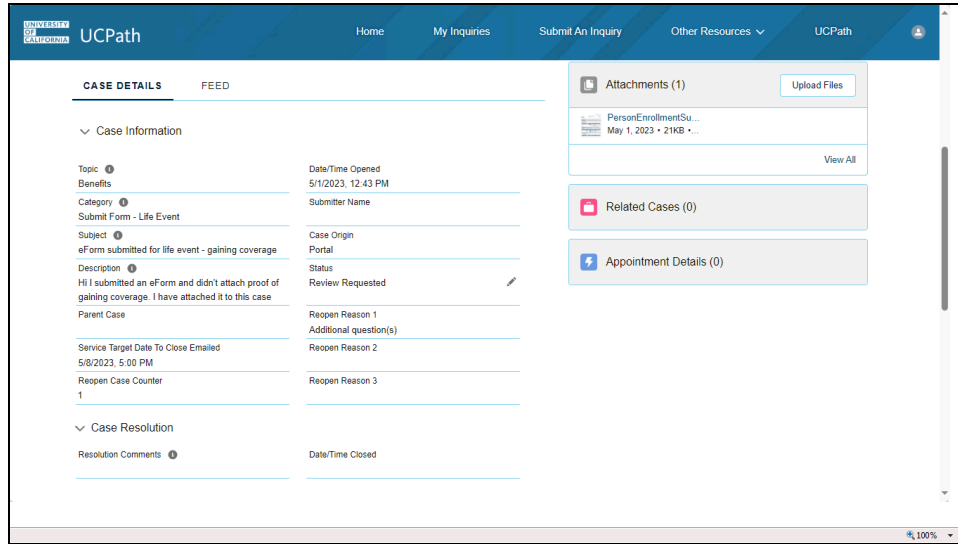 UNIVERSITY
OF
CALIFORNIA
UCPath
Home
My Inquiries
Submit An Inquiry
Other Resources
UCPath
CASE DETAILS
FEED
Case Information
Topic
Benefits
Date/Time Opened
5/1/2023, 12:43 PM
Category
Submit Form - Life Event
Submitter Name
Subject
eForm submitted for life event - gaining coverage
Case Origin
Portal
Description
Hi I submitted an eForm and didn't attach proof of
gaining coverage. I have attached it to this case
Status
Review Requested
Parent Case
Reopen Reason 1
Additional question(s)
Service Target Date To Close Emailed
5/8/2023, 5:00 PM
Reopen Reason 2
Reopen Case Counter
1
Reopen Reason 3
Case Resolution
Resolution Comments
Date/Time Closed
Attachments (1)
Upload Files
PersonEnrollmentSu...
May 1, 2023 • 21KB •...
View All
Related Cases (0)
Appointment Details (0)
100%